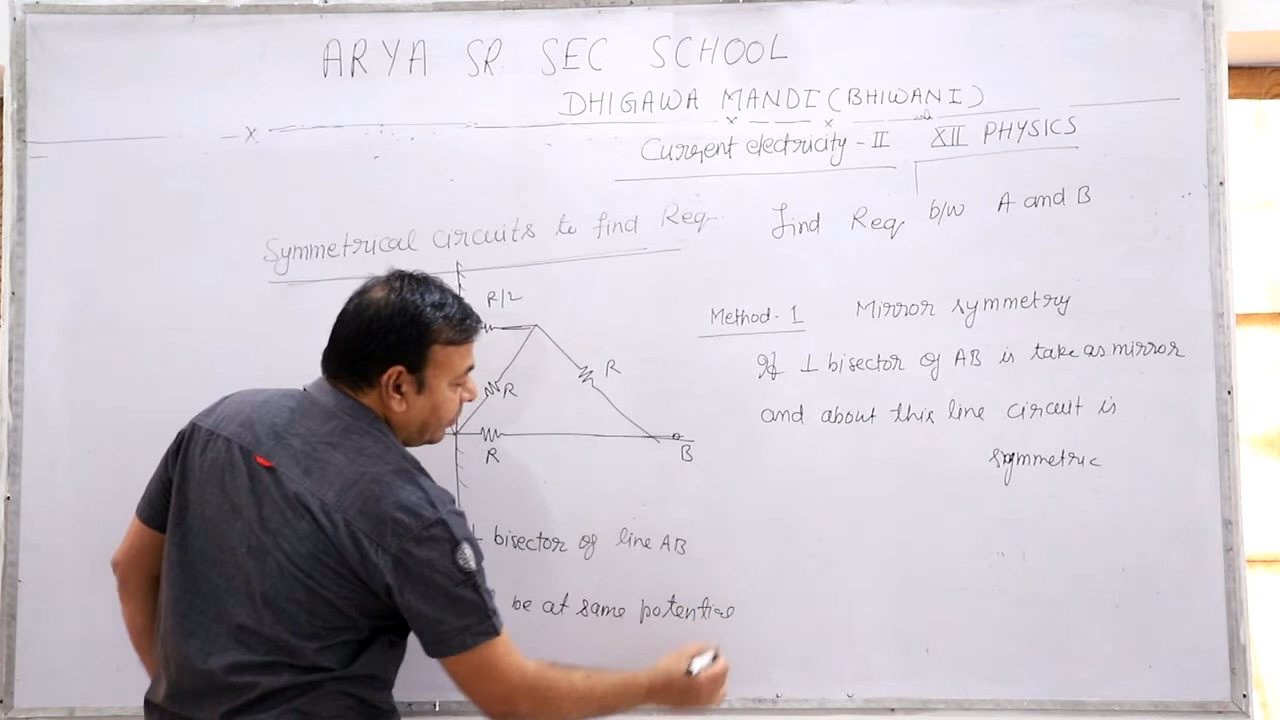 ARYA SR SEC SCHOOL
DHIGAWA MANDI (BHIWANI)
Current electricity - II XII PHYSICS
Symmetrical circuits to find Req
find Req b/w A and B
R/2
R
R
R
B
Method - 1 Mirror symmetry
If ⊥ bisector of AB is take as mirror
and about this line circuit is
symmetric
⊥ bisector of line AB
be at same potential